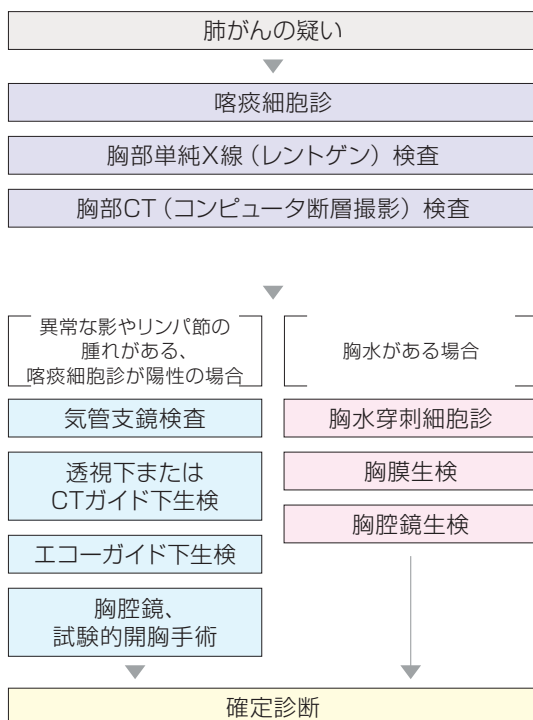 肺がんの疑い
喀痰細胞診
胸部単純X線（レントゲン）検査
胸部CT（コンピュータ断層撮影）検査
異常な影やリンパ節の
腫れがある、
喀痰細胞診が陽性の場合
気管支鏡検査
透視下または
CTガイド下生検
エコーガイド下生検
胸腔鏡、
試験的開胸手術
胸水がある場合
胸水穿刺細胞診
胸膜生検
胸腔鏡生検
確定診断